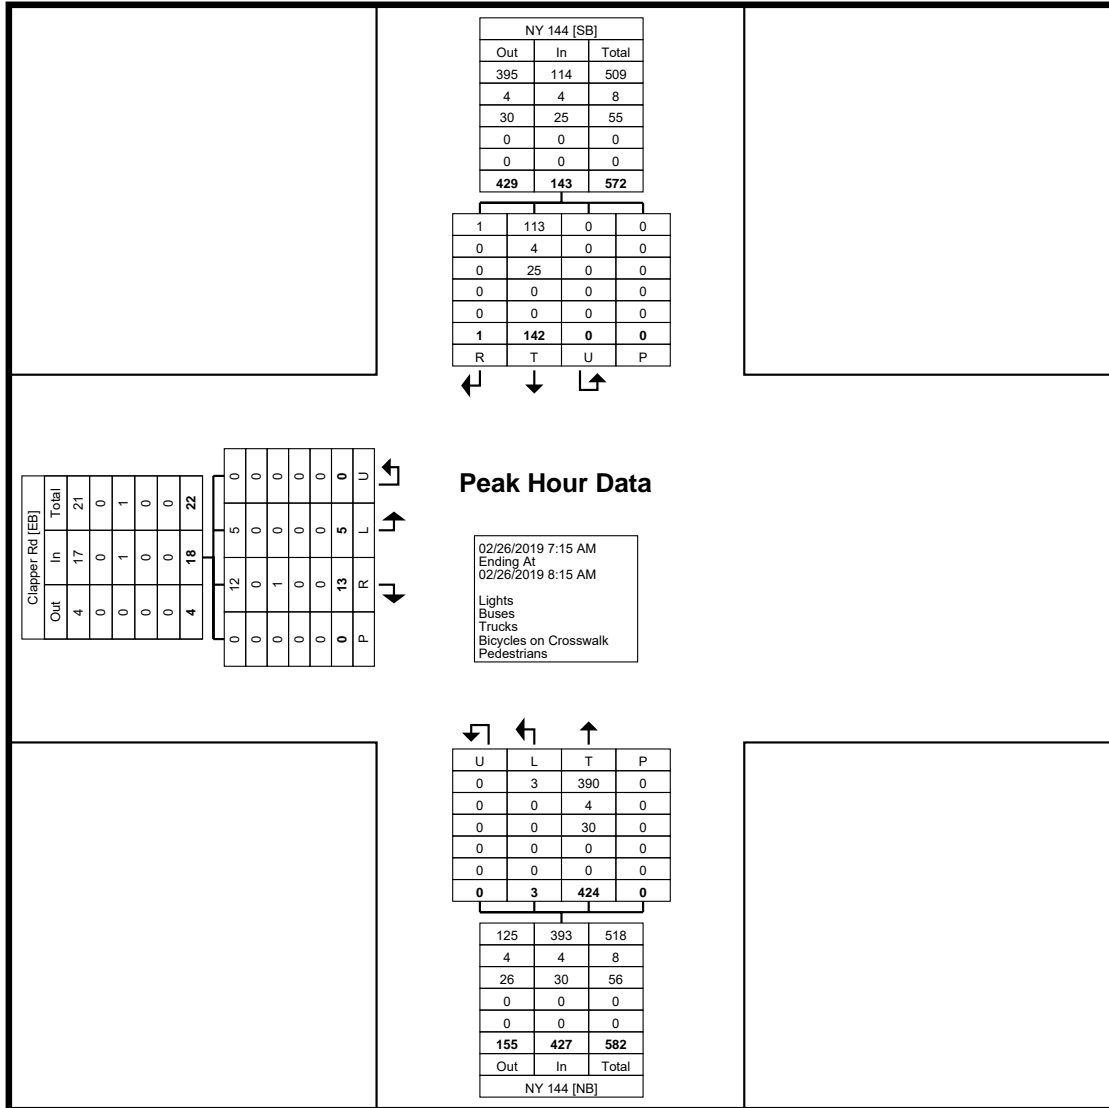 NY 144 [SB]
Out In Total
395 114 509
4 4 8
30 25 55
0 0 0
0 0 0
429 143 572
1 113 0 0
0 4 0 0
0 25 0 0
0 0 0 0
0 0 0 0
1 142 0 0
R T U P
Clapper Rd [EB]
Out In Total
4 17 21
0 0 0
0 1 1
0 0 0
0 0 0
4 18 22
0 12 5 0
0 0 0 0
0 1 0 0
0 0 0 0
0 0 0 0
0 13 5 0
P R L U
Peak Hour Data
02/26/2019 7:15 AM
Ending At
02/26/2019 8:15 AM
Lights
Buses
Trucks
Bicycles on Crosswalk
Pedestrians
U L T P
0 3 390 0
0 0 4 0
0 0 30 0
0 0 0 0
0 0 0 0
0 3 424 0
125 393 518
4 4 8
26 30 56
0 0 0
0 0 0
155 427 582
Out In Total
NY 144 [NB]